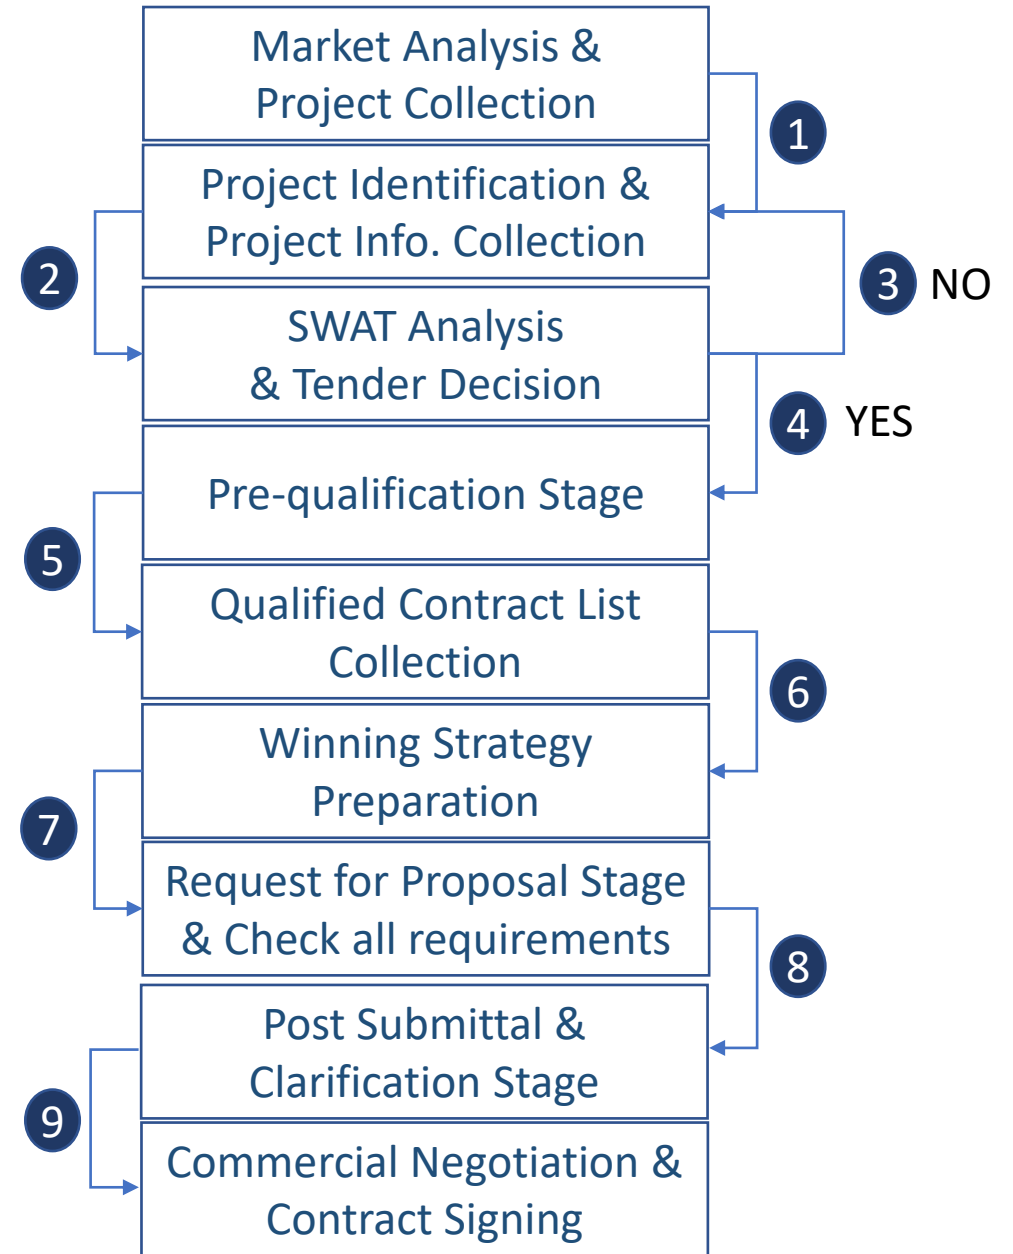 Market Analysis &
Project Collection
1
Project Identification &
Project Info. Collection
2
3 NO
SWAT Analysis
& Tender Decision
4 YES
Pre-qualification Stage
5
Qualified Contract List
Collection
6
Winning Strategy
Preparation
7
Request for Proposal Stage
& Check all requirements
8
Post Submittal &
Clarification Stage
9
Commercial Negotiation &
Contract Signing